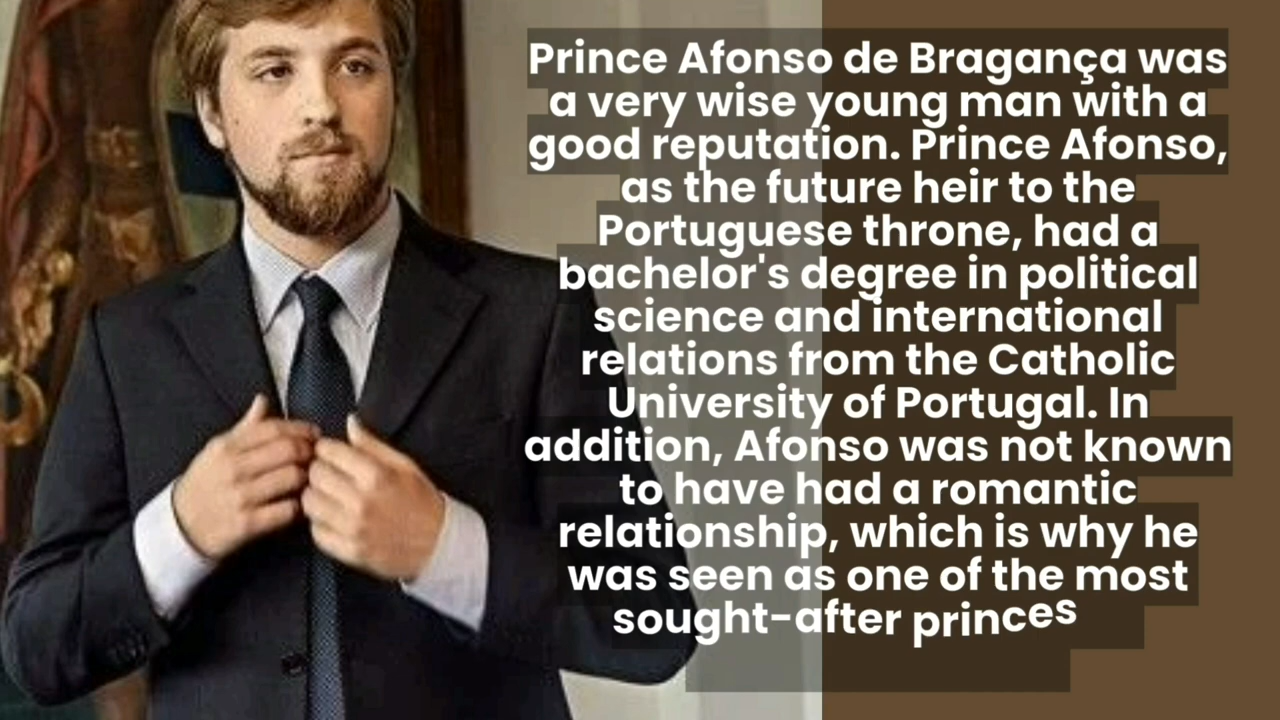 Prince Afonso de Bragança was
a very wise young man with a
good reputation. Prince Afonso,
as the future heir to the
Portuguese throne, had a
bachelor's degree in political
science and international
relations from the Catholic
University of Portugal. In
addition, Afonso was not known
to have had a romantic
relationship, which is why he
was seen as one of the most
sought-after princes